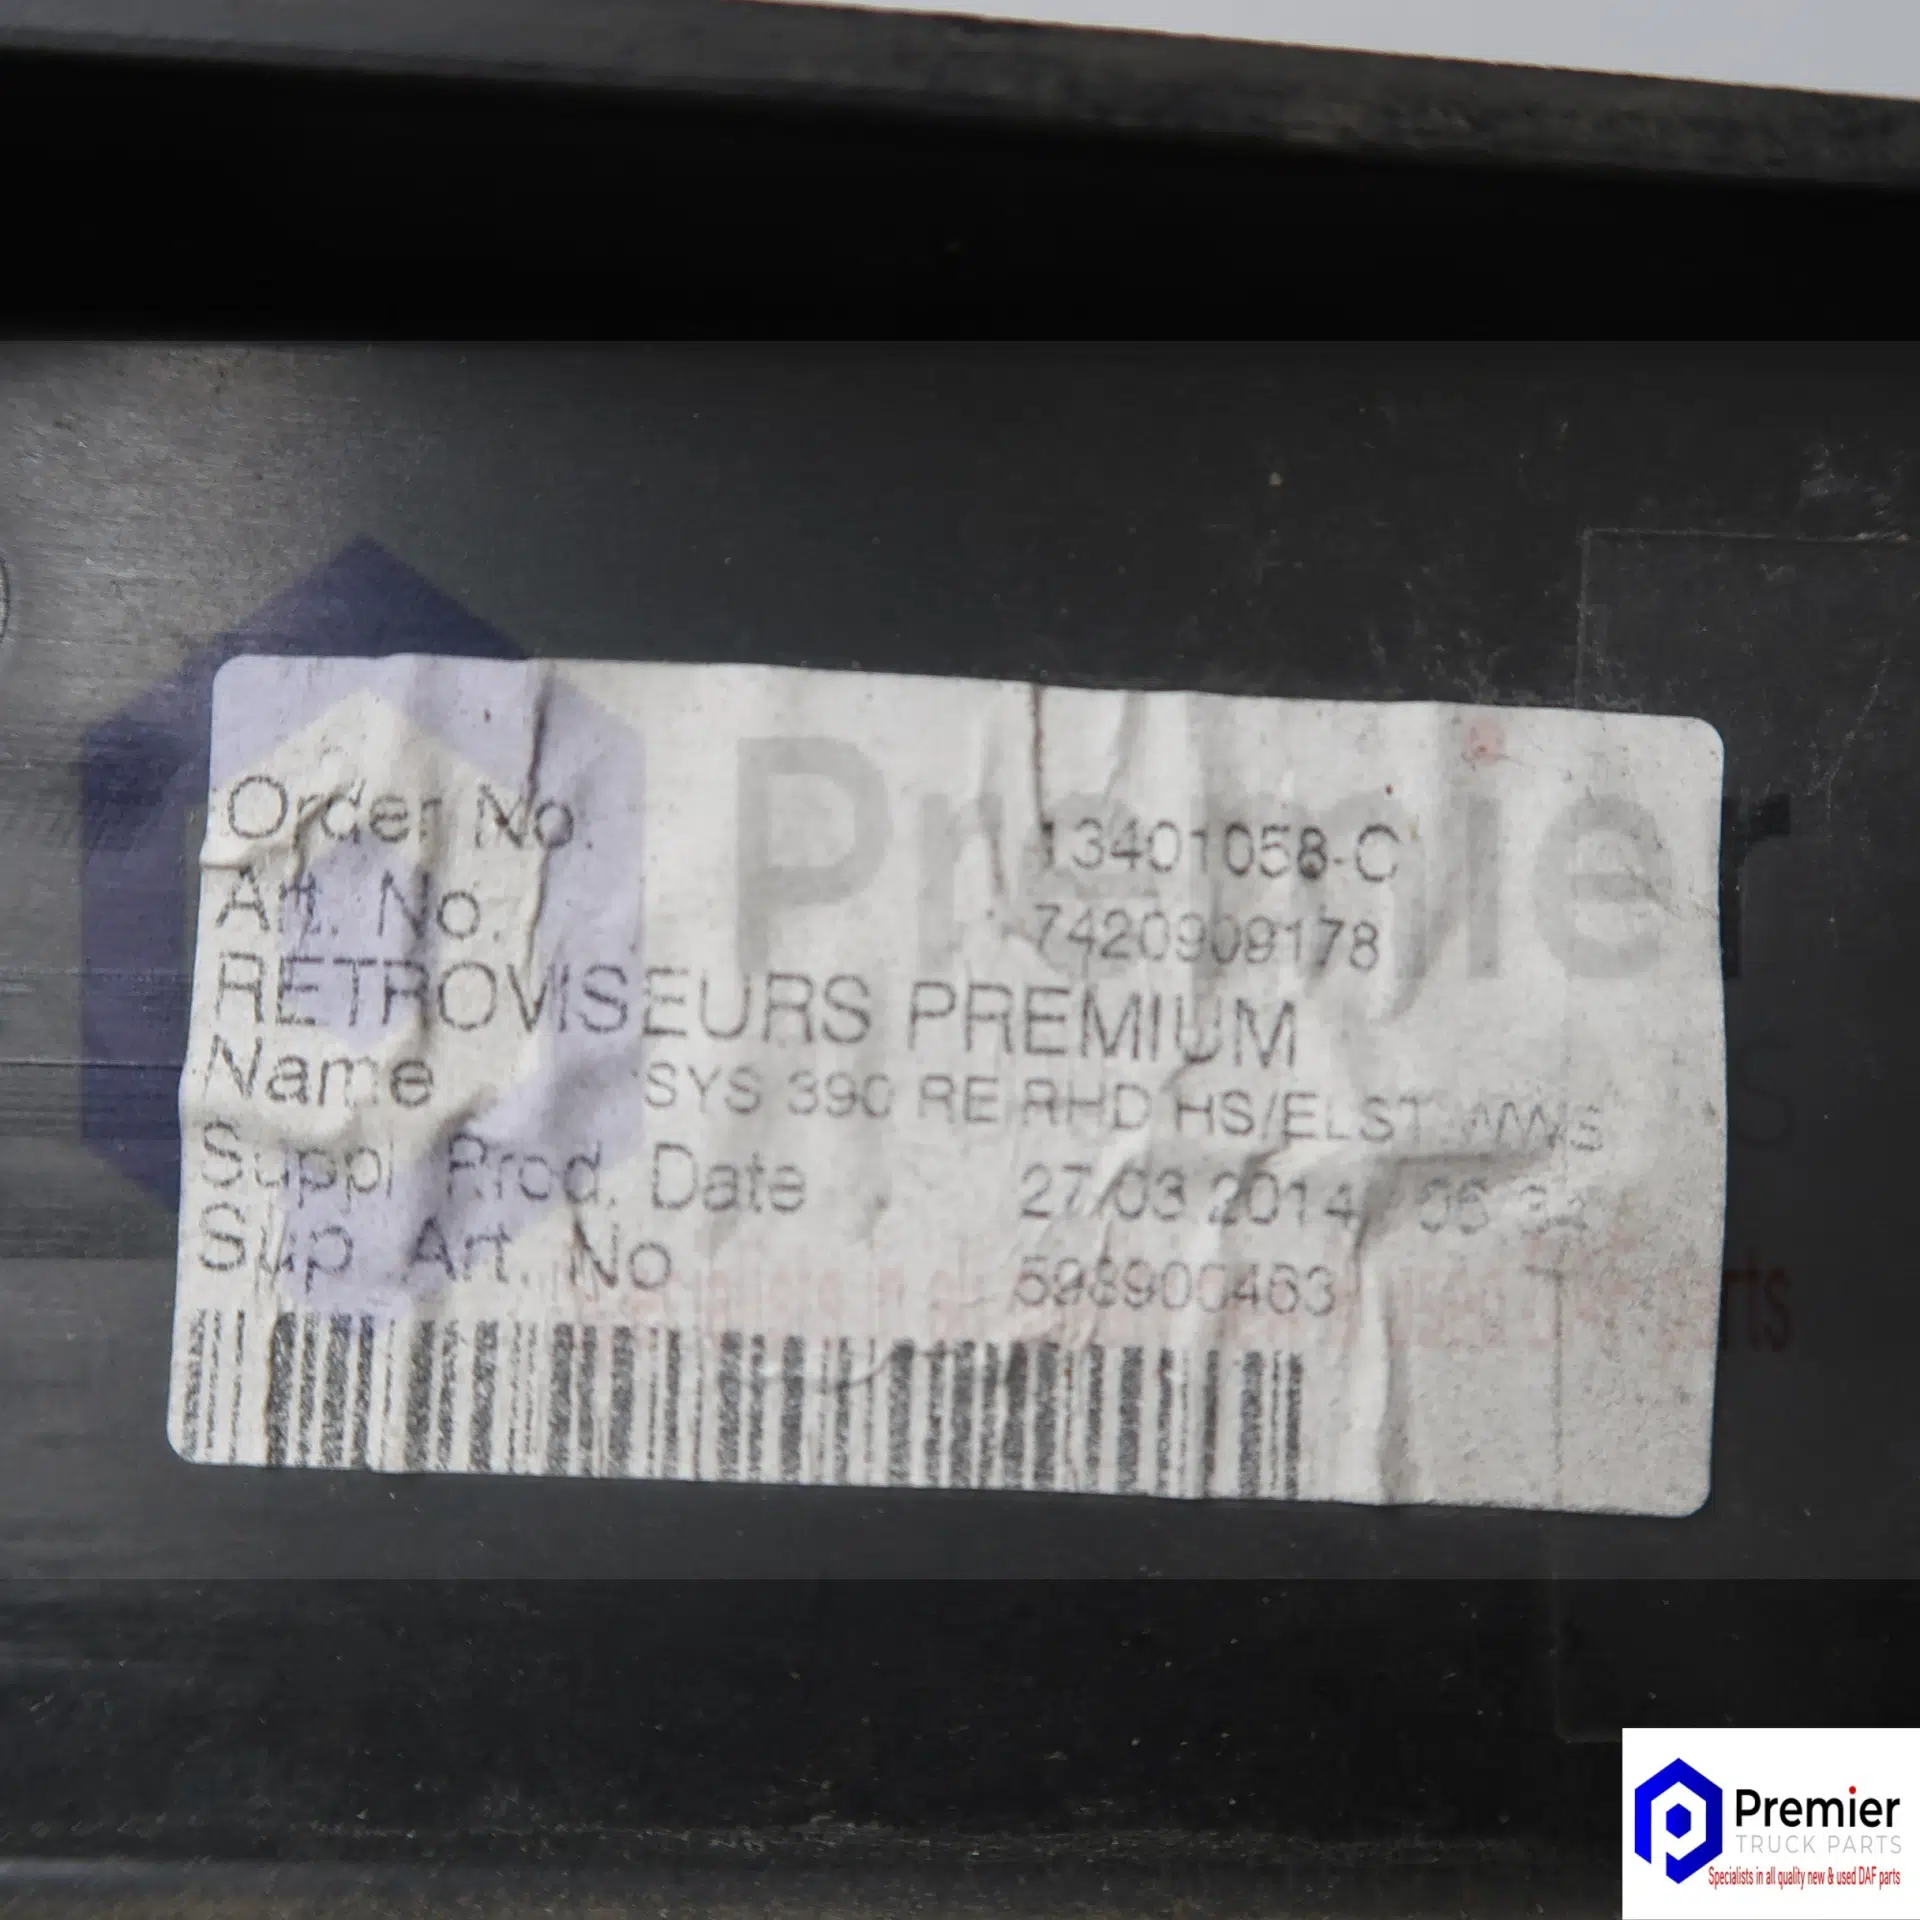 Order No. 13401058-C
Art. No. 7420909178
RETROVISEURS PREMIUM
Name SYS 390 RE RHD HS/ELST.
Suppl Prod. Date 27/03 2014
Sup Art. No
Premier
TRUCK PARTS
Specialists in all quality new & used DAF parts